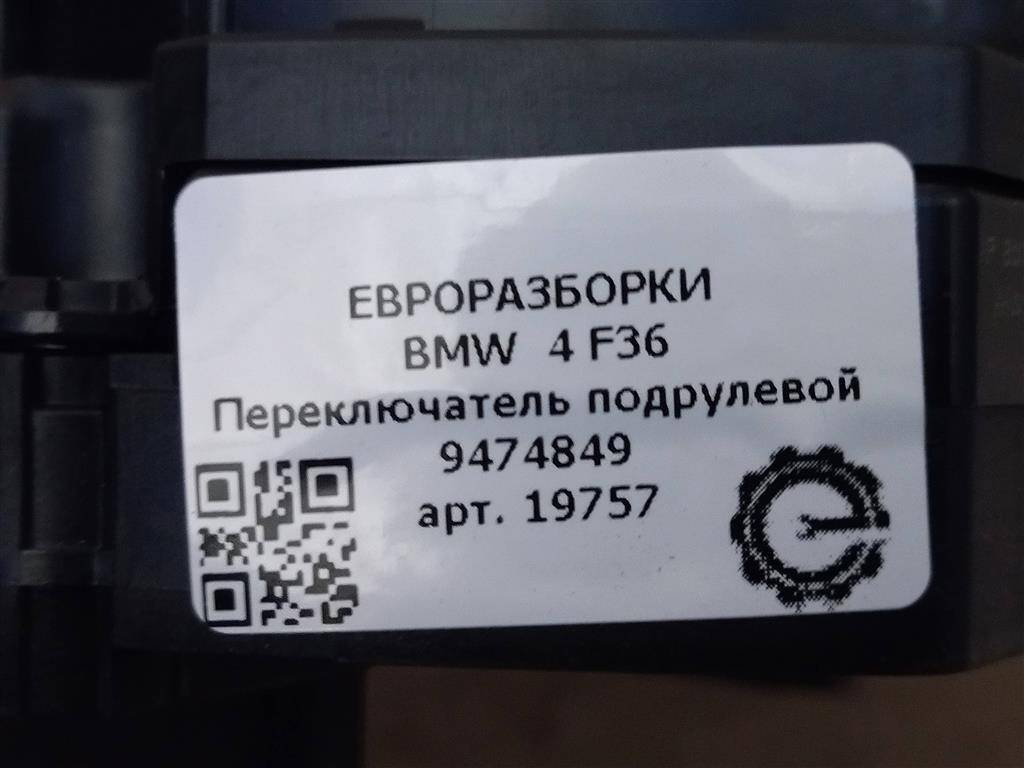 ЕВРОРАЗБОРКИ
BMW 4 F36
Переключатель подрулевой
9474849
арт. 19757